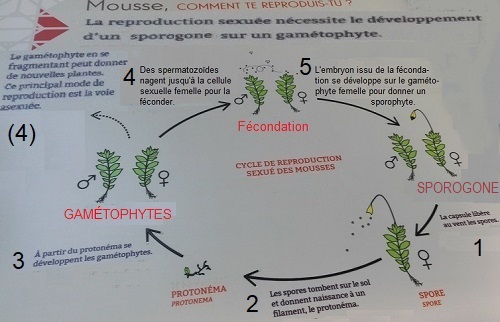 Mousse, COMMENT TE REPRODUIS-TU ?
La reproduction sexuée nécessite le développement
d'un sporogone sur un gamétophyte.
Le gamétophyte en se
fragmentant peut donner
de nouvelles plantes.
Ce principal mode de
reproduction est la voie
asexuée.
(4)
4
Des spermatozoïdes
nagent jusqu'à la cellule
sexuelle femelle pour la
féconder.
5
L'embryon issu de la féconda-
tion se développe sur le gaméto-
phyte femelle pour donner un
sporophyte.
♂
♀
Fécondation
♂
♀
SPOROGONE
CYCLE DE REPRODUCTION
SEXUÉ DES MOUSSES
♂
♀
GAMÉTOPHYTES
La capsule libère
au vent les spores.
1
♀
SPORE
SPORE
3
À partir du protonéma se
développent les gamétophytes.
PROTONÉMA
PROTONEMA
2
Les spores tombent sur le sol
et donnent naissance à un
filament, le protonéma.